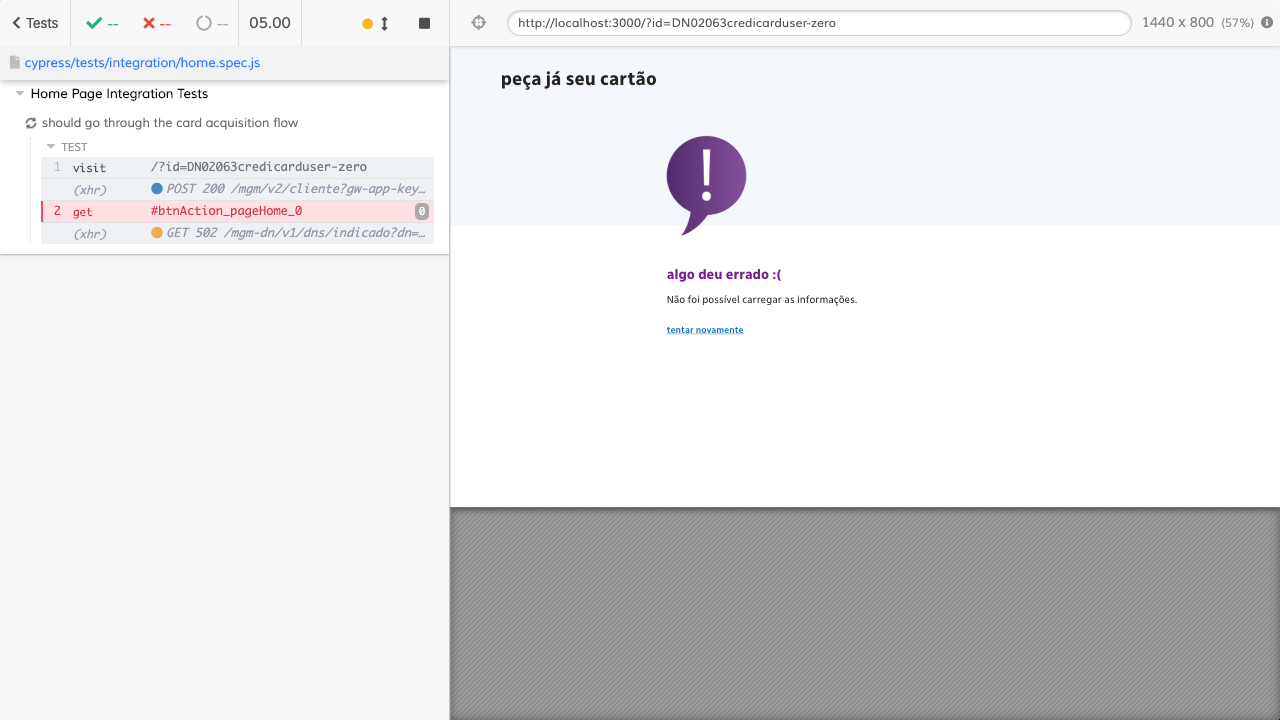 Tests
--
--
--
05.00
cypress/tests/integration/home.spec.js
Home Page Integration Tests
should go through the card acquisition flow
TEST
1 visit /?id=DN02063credicarduser-zero
(xhr) POST 200 /mgm/v2/cliente?gw-app-key…
2 get #btnAction_pageHome_0 0
(xhr) GET 502 /mgm-dn/v1/dns/indicado?dn=…
http://localhost:3000/?id=DN02063credicarduser-zero
1440 x 800 (57%)
peça já seu cartão
!
algo deu errado :(
Não foi possível carregar as informações.
tentar novamente